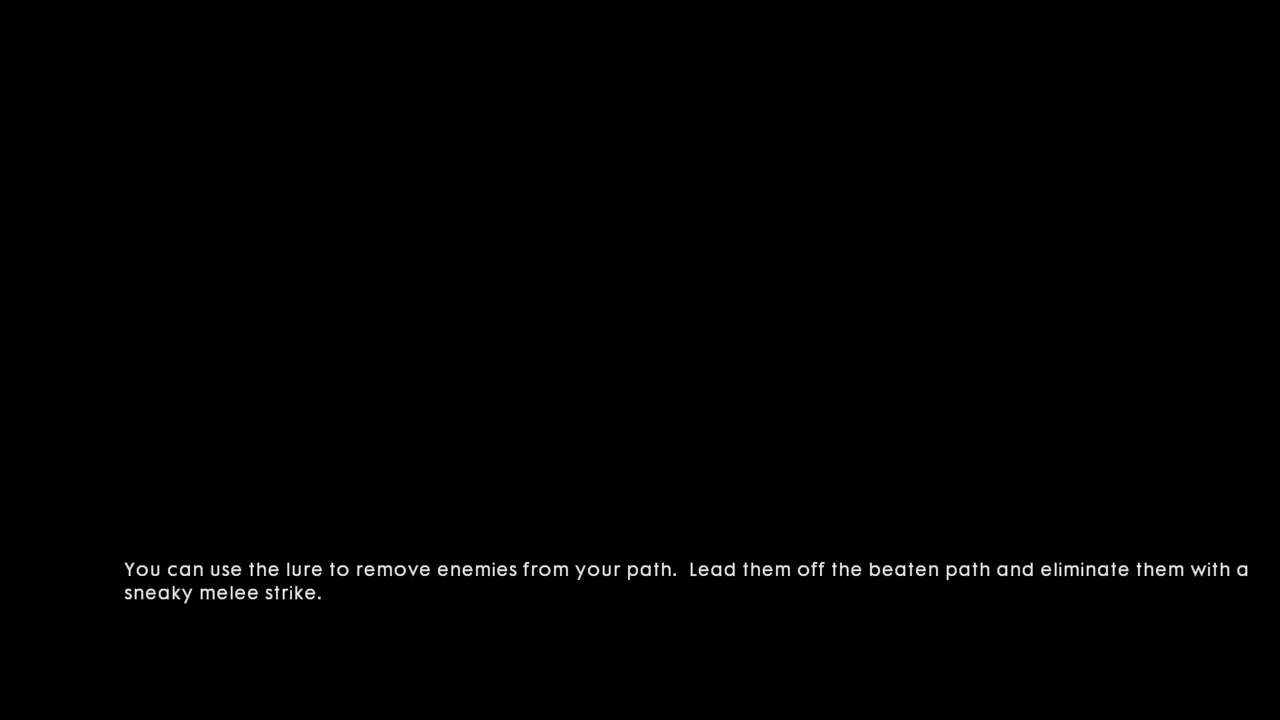 You can use the lure to remove enemies from your path.  Lead them off the beaten path and eliminate them with a
sneaky melee strike.